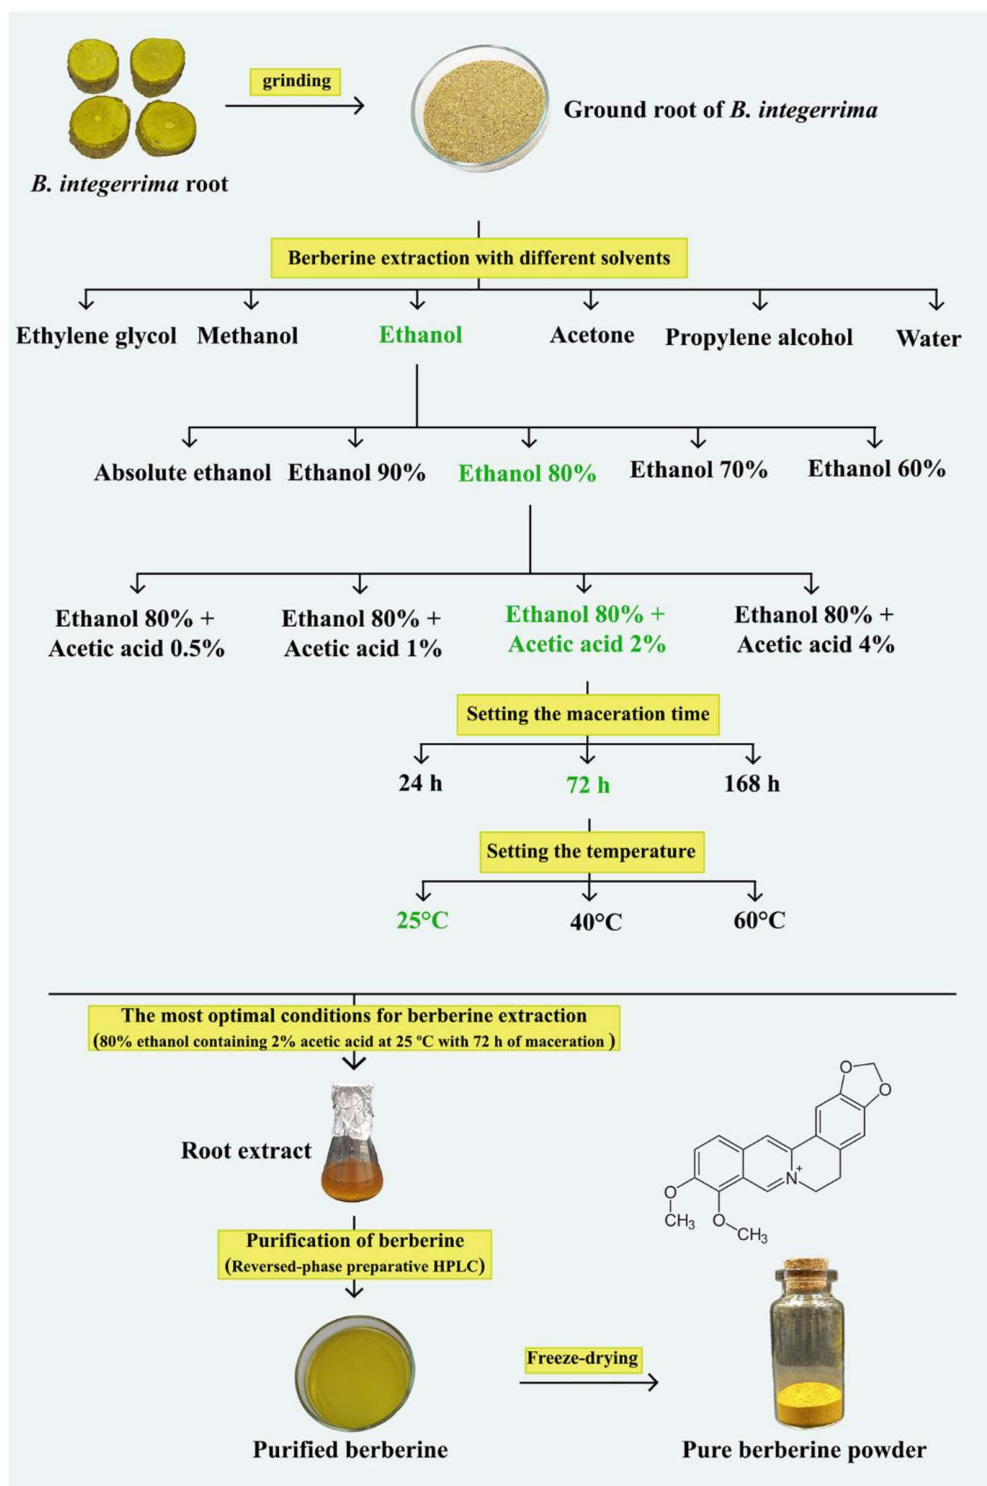 grinding
Ground root of B. integerrima
B. integerrima root
Berberine extraction with different solvents
Ethylene glycol
Methanol
Ethanol
Acetone
Propylene alcohol
Water
Absolute ethanol
Ethanol 90%
Ethanol 80%
Ethanol 70%
Ethanol 60%
Ethanol 80% +
Acetic acid 0.5%
Ethanol 80% +
Acetic acid 1%
Ethanol 80% +
Acetic acid 2%
Ethanol 80% +
Acetic acid 4%
Setting the maceration time
24 h
72 h
168 h
Setting the temperature
25°C
40°C
60°C
The most optimal conditions for berberine extraction
(80% ethanol containing 2% acetic acid at 25 ºC with 72 h of maceration )
Root extract
O
O
N+
O
CH3
O
CH3
Purification of berberine
(Reversed-phase preparative HPLC)
Freeze-drying
Purified berberine
Pure berberine powder